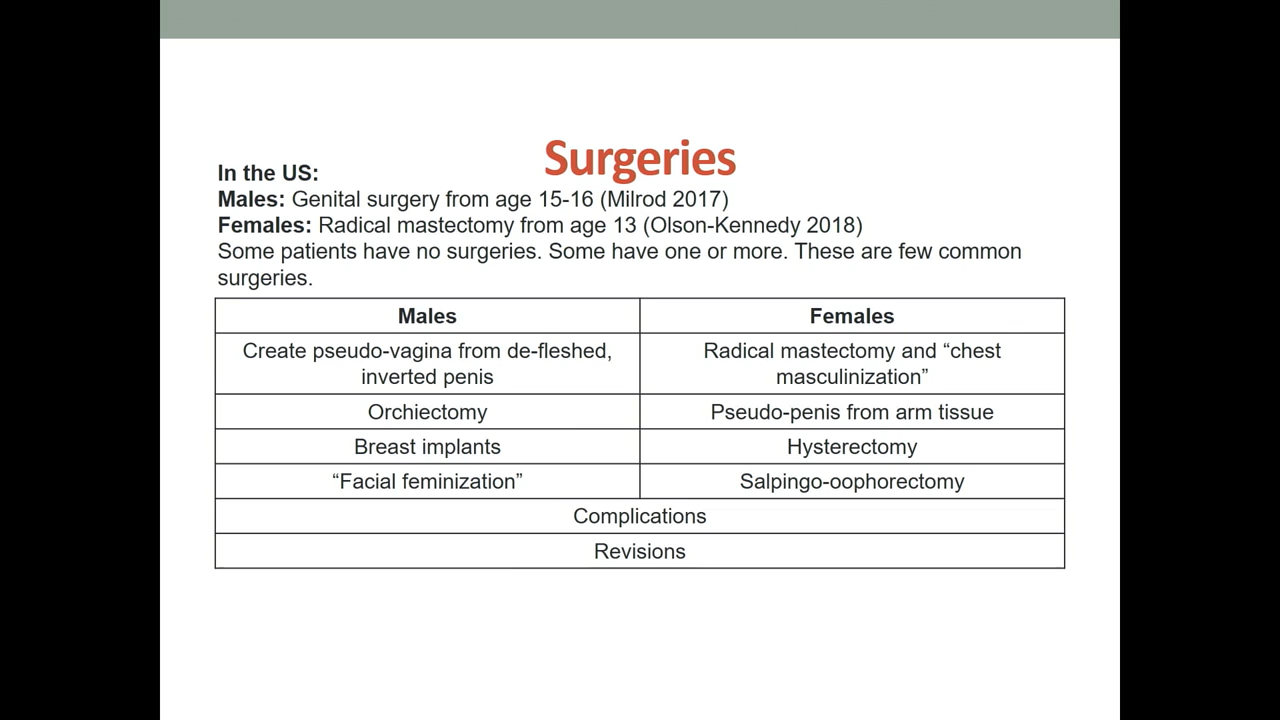 Surgeries
In the US:
Males: Genital surgery from age 15-16 (Milrod 2017)
Females: Radical mastectomy from age 13 (Olson-Kennedy 2018)
Some patients have no surgeries. Some have one or more. These are few common
surgeries.
Males
Females
Create pseudo-vagina from de-fleshed,
inverted penis
Radical mastectomy and “chest
masculinization”
Orchiectomy
Pseudo-penis from arm tissue
Breast implants
Hysterectomy
“Facial feminization”
Salpingo-oophorectomy
Complications
Revisions